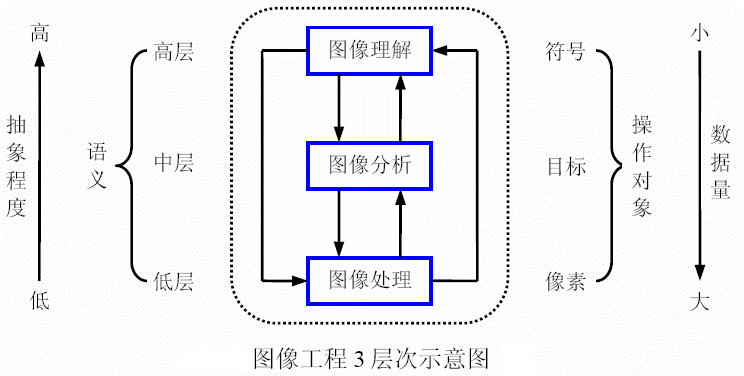 高
抽象程度
低
语义
高层
中层
低层
图像理解
图像分析
图像处理
符号
目标
像素
操作对象
小
数据量
大
图像工程 3 层次示意图